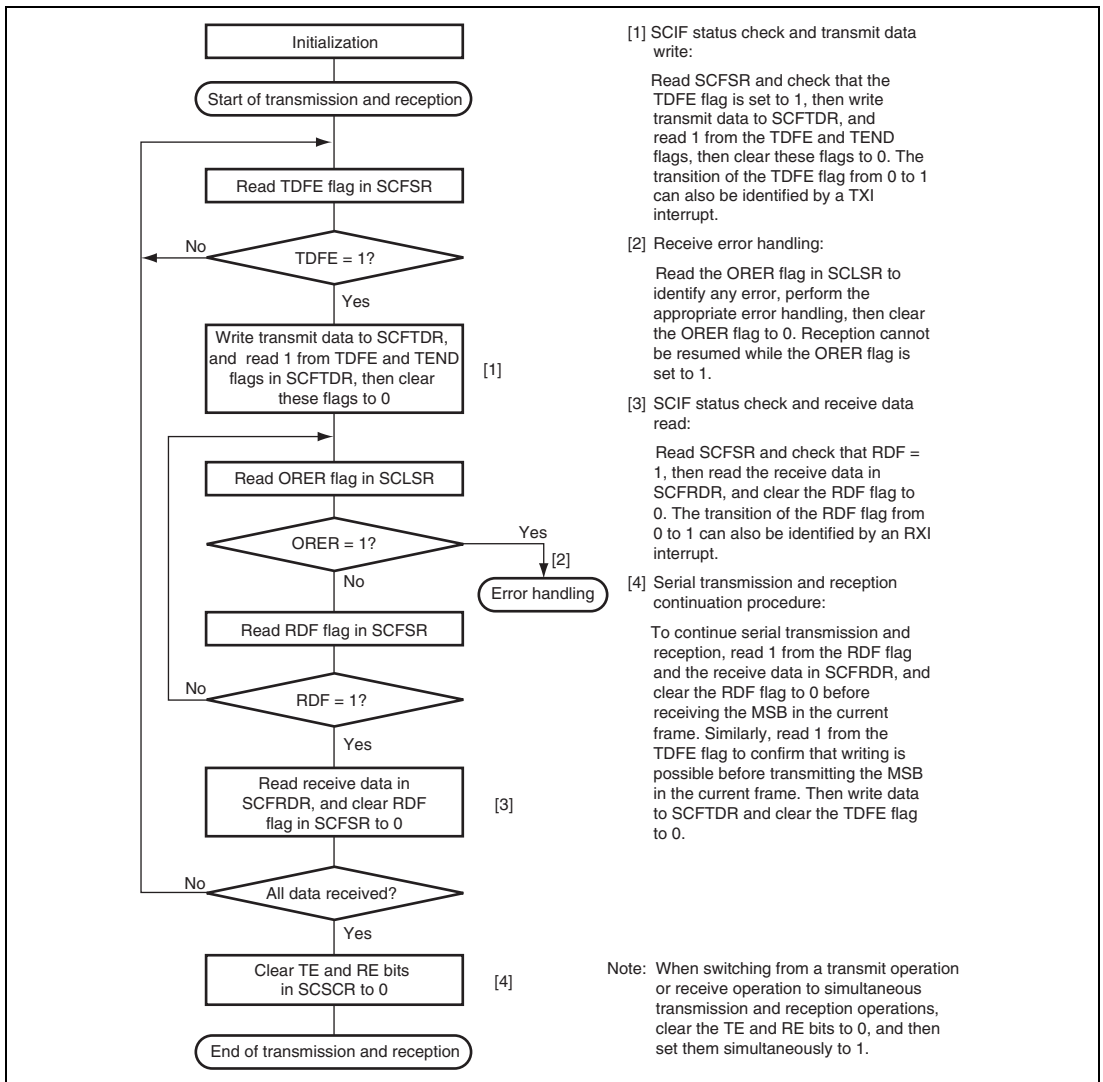 Initialization
Start of transmission and reception
Read TDFE flag in SCFSR
No
TDFE = 1?
Yes
Write transmit data to SCFTDR,
and read 1 from TDFE and TEND
flags in SCFTDR, then clear
these flags to 0
[1]
Read ORER flag in SCLSR
ORER = 1?
Yes
[2]
Error handling
No
Read RDF flag in SCFSR
No
RDF = 1?
Yes
Read receive data in
SCFRDR, and clear RDF
flag in SCFSR to 0
[3]
No
All data received?
Yes
Clear TE and RE bits
in SCSCR to 0
[4]
End of transmission and reception
[1] SCIF status check and transmit data
write:
Read SCFSR and check that the
TDFE flag is set to 1, then write
transmit data to SCFTDR, and
read 1 from the TDFE and TEND
flags, then clear these flags to 0. The
transition of the TDFE flag from 0 to 1
can also be identified by a TXI
interrupt.
[2] Receive error handling:
Read the ORER flag in SCLSR to
identify any error, perform the
appropriate error handling, then clear
the ORER flag to 0. Reception cannot
be resumed while the ORER flag is
set to 1.
[3] SCIF status check and receive data
read:
Read SCFSR and check that RDF =
1, then read the receive data in
SCFRDR, and clear the RDF flag to
0. The transition of the RDF flag from
0 to 1 can also be identified by an RXI
interrupt.
[4] Serial transmission and reception
continuation procedure:
To continue serial transmission and
reception, read 1 from the RDF flag
and the receive data in SCFRDR, and
clear the RDF flag to 0 before
receiving the MSB in the current
frame. Similarly, read 1 from the
TDFE flag to confirm that writing is
possible before transmitting the MSB
in the current frame. Then write data
to SCFTDR and clear the TDFE flag
to 0.
Note: When switching from a transmit operation
or receive operation to simultaneous
transmission and reception operations,
clear the TE and RE bits to 0, and then
set them simultaneously to 1.